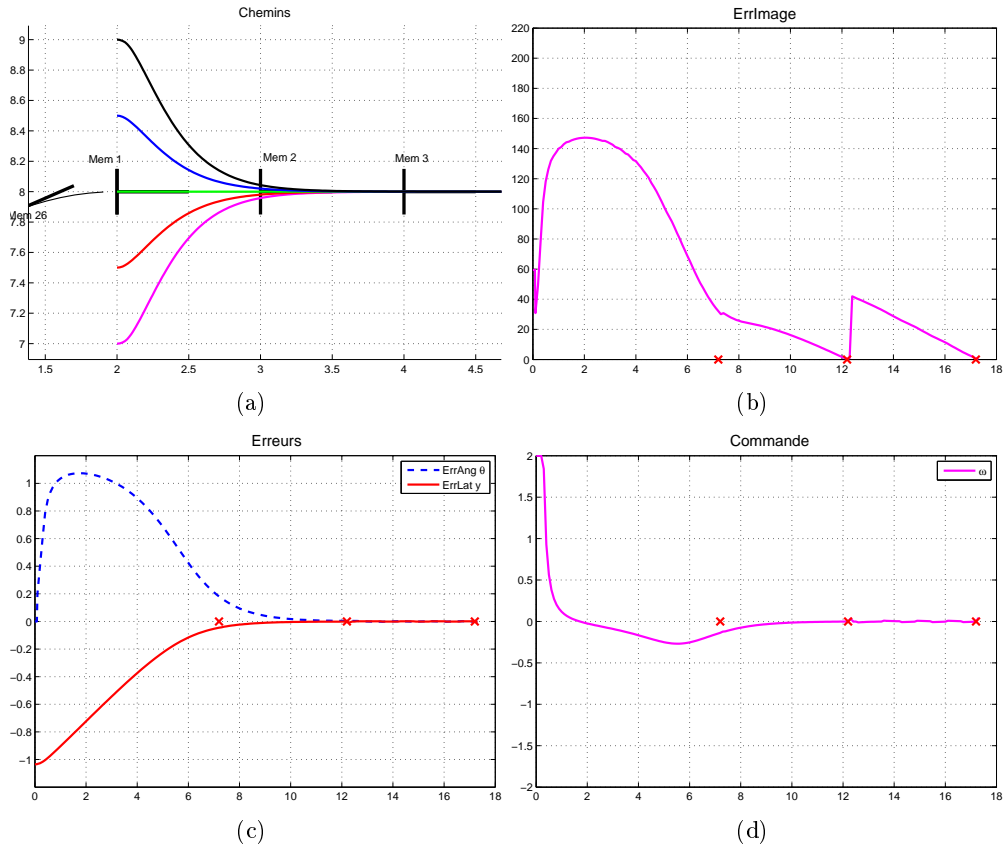 Chemins
9
8.8
8.6
8.4
8.2
8
7.8
7.6
7.4
7.2
7
Mem 1
Mem 2
Mem 3
Mem 26
1.5
2
2.5
3
3.5
4
4.5
(a)
ErrImage
220
200
180
160
140
120
100
80
60
40
20
0
0 2 4 6 8 10 12 14 16 18
(b)
Erreurs
ErrAng θ
ErrLat y
1
0.8
0.6
0.4
0.2
0
−0.2
−0.4
−0.6
−0.8
−1
0 2 4 6 8 10 12 14 16 18
(c)
Commande
ω
2
1.5
1
0.5
0
−0.5
−1
−1.5
−2
0 2 4 6 8 10 12 14 16 18
(d)